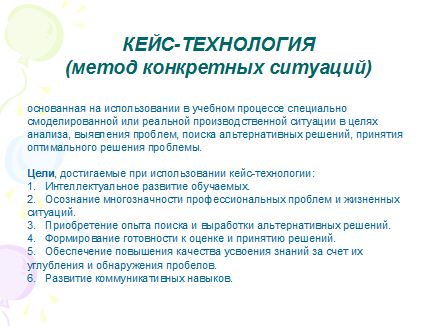 КЕЙС-ТЕХНОЛОГИЯ
(метод конкретных ситуаций)
основанная на использовании в учебном процессе специально
смоделированной или реальной производственной ситуации в целях
анализа, выявления проблем, поиска альтернативных решений, принятия
оптимального решения проблемы.
Цели, достигаемые при использовании кейс-технологии:
1. Интеллектуальное развитие обучаемых.
2. Осознание многозначности профессиональных проблем и жизненных
ситуаций.
3. Приобретение опыта поиска и выработки альтернативных решений.
4. Формирование готовности к оценке и принятию решений.
5. Обеспечение повышения качества усвоения знаний за счет их
углубления и обнаружения пробелов.
6. Развитие коммуникативных навыков.